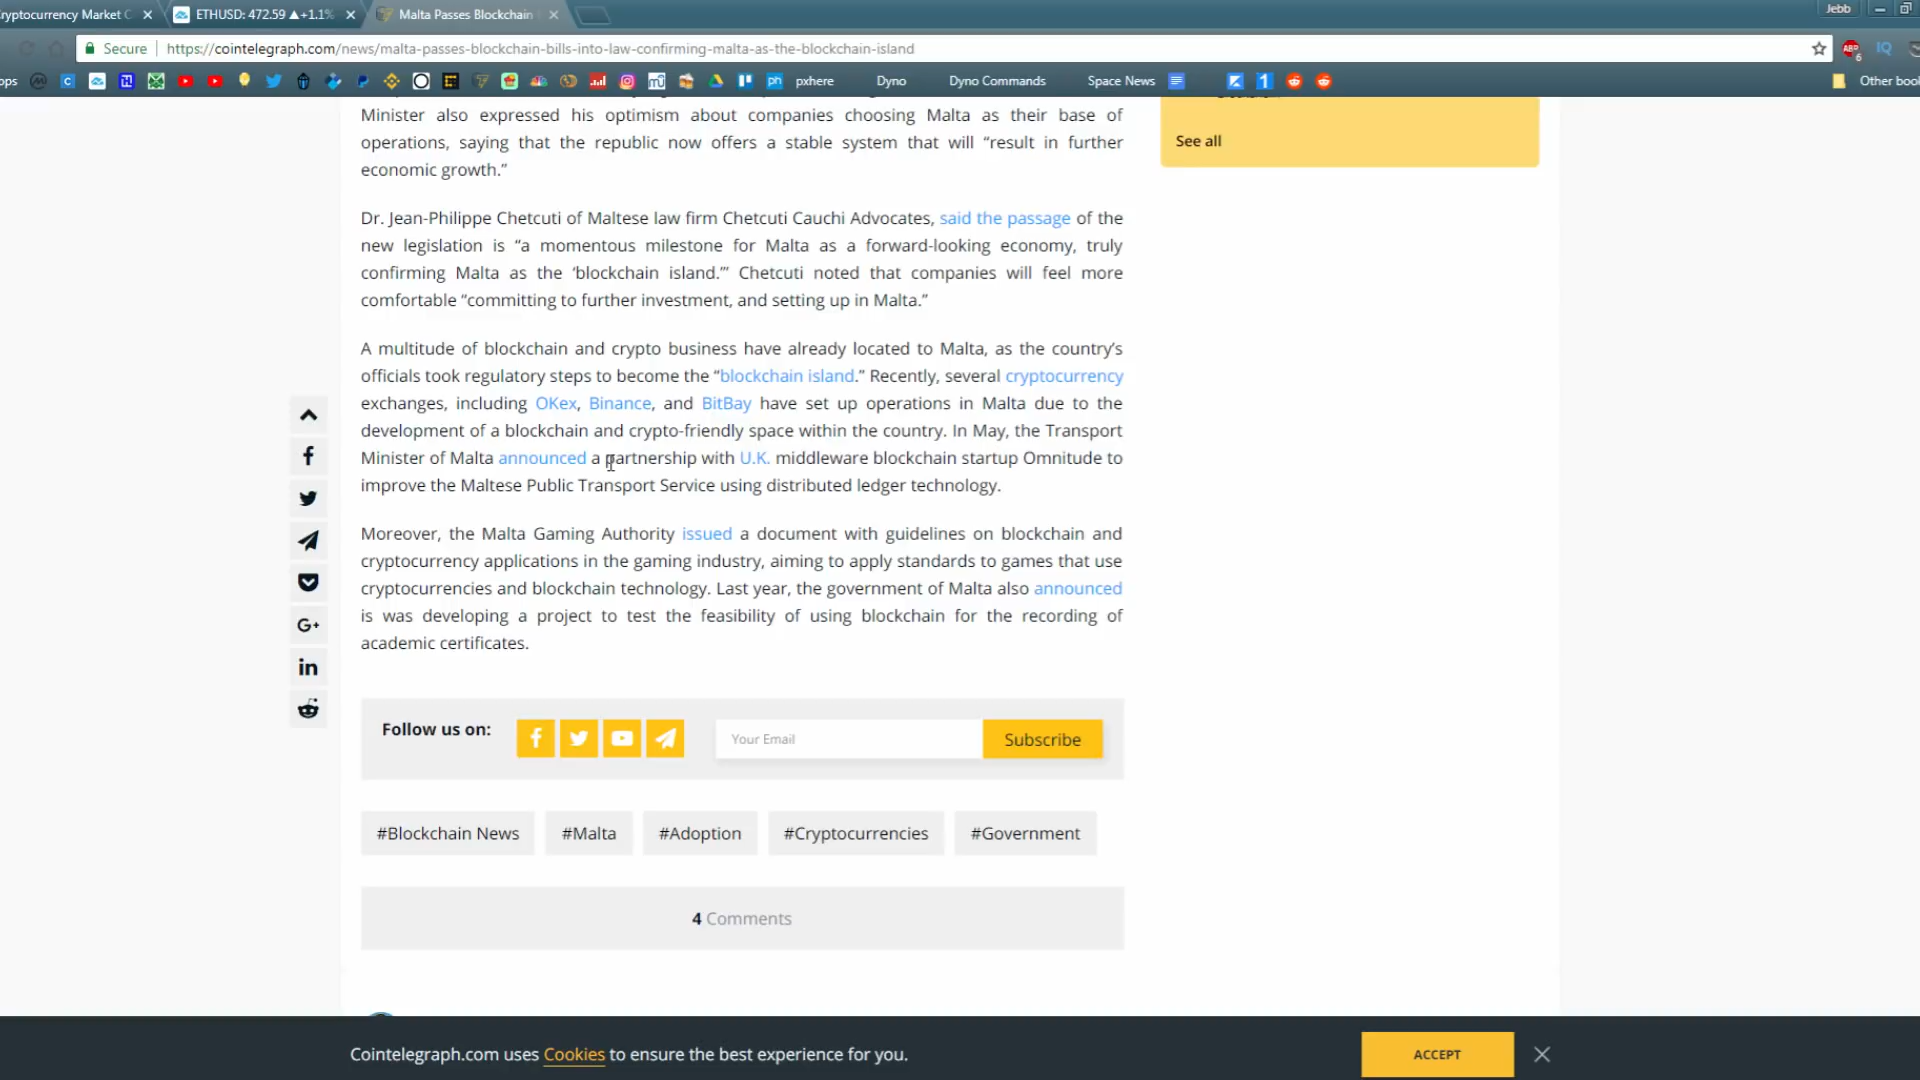 ryptocurrency Market C
ETHUSD: 472.59 ▲+1.1%
Malta Passes Blockchain
Jebb
Secure
https://cointelegraph.com/news/malta-passes-blockchain-bills-into-law-confirming-malta-as-the-blockchain-island
ops
pxhere
Dyno
Dyno Commands
Space News
Other book
Minister also expressed his optimism about companies choosing Malta as their base of
operations, saying that the republic now offers a stable system that will “result in further
economic growth.”
See all
Dr. Jean-Philippe Chetcuti of Maltese law firm Chetcuti Cauchi Advocates, said the passage of the
new legislation is “a momentous milestone for Malta as a forward-looking economy, truly
confirming Malta as the ‘blockchain island.’” Chetcuti noted that companies will feel more
comfortable “committing to further investment, and setting up in Malta.”
A multitude of blockchain and crypto business have already located to Malta, as the country’s
officials took regulatory steps to become the “blockchain island.” Recently, several cryptocurrency
exchanges, including OKex, Binance, and BitBay have set up operations in Malta due to the
development of a blockchain and crypto-friendly space within the country. In May, the Transport
Minister of Malta announced a partnership with U.K. middleware blockchain startup Omnitude to
improve the Maltese Public Transport Service using distributed ledger technology.
Moreover, the Malta Gaming Authority issued a document with guidelines on blockchain and
cryptocurrency applications in the gaming industry, aiming to apply standards to games that use
cryptocurrencies and blockchain technology. Last year, the government of Malta also announced
is was developing a project to test the feasibility of using blockchain for the recording of
academic certificates.
Follow us on:
Your Email
Subscribe
#Blockchain News
#Malta
#Adoption
#Cryptocurrencies
#Government
4 Comments
Cointelegraph.com uses Cookies to ensure the best experience for you.
ACCEPT